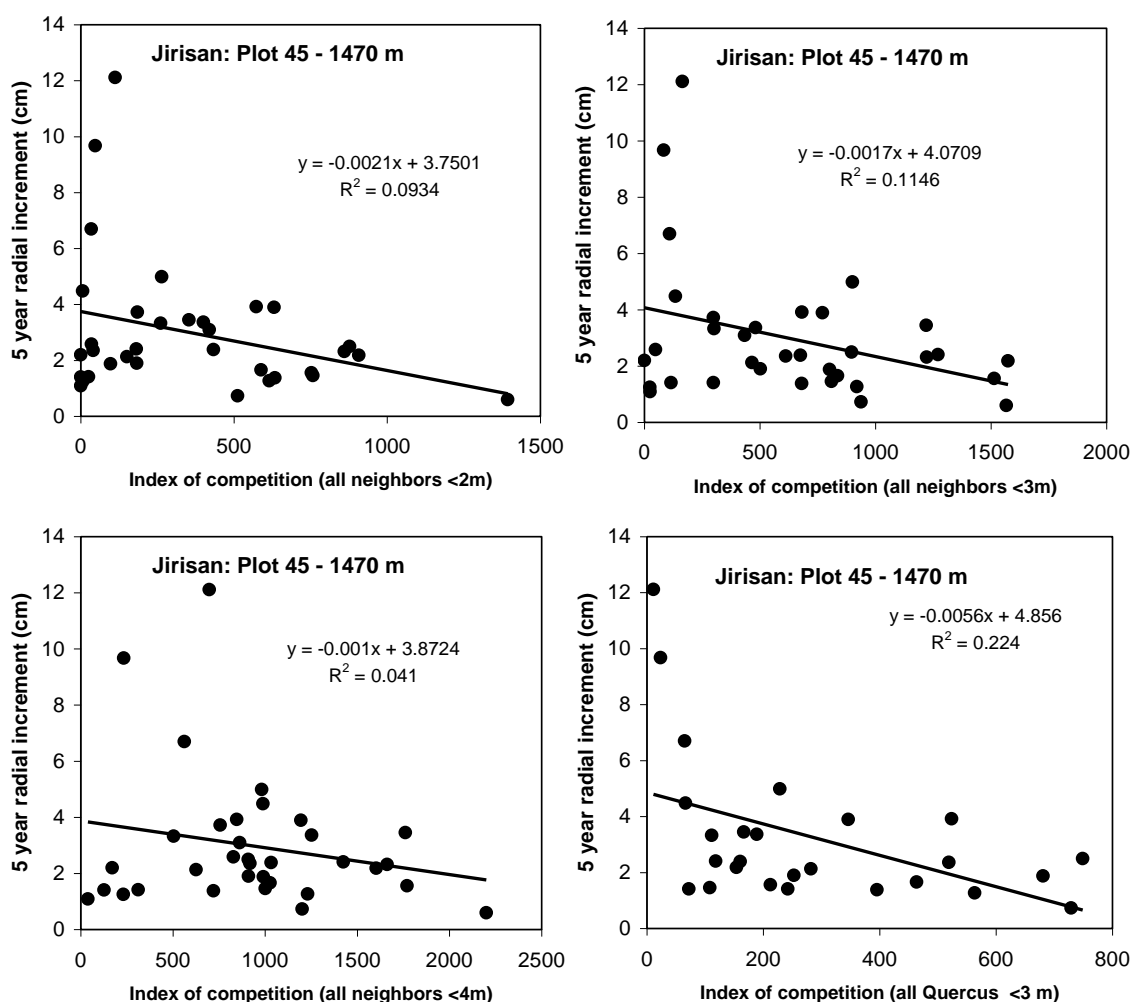 14
12
10
8
6
4
2
0
5 year radial increment (cm)
Jirisan: Plot 45 - 1470 m
y = -0.0021x + 3.7501
R² = 0.0934
0 500 1000 1500
Index of competition (all neighbors <2m)
14
12
10
8
6
4
2
0
5 year radial increment (cm)
Jirisan: Plot 45 - 1470 m
y = -0.0017x + 4.0709
R² = 0.1146
0 500 1000 1500 2000
Index of competition (all neighbors <3m)
14
12
10
8
6
4
2
0
5 year radial increment (cm)
Jirisan: Plot 45 - 1470 m
y = -0.001x + 3.8724
R² = 0.041
0 500 1000 1500 2000 2500
Index of competition (all neighbors <4m)
14
12
10
8
6
4
2
0
5 year radial increment (cm)
Jirisan: Plot 45 - 1470 m
y = -0.0056x + 4.856
R² = 0.224
0 200 400 600 800
Index of competition (all Quercus <3 m)